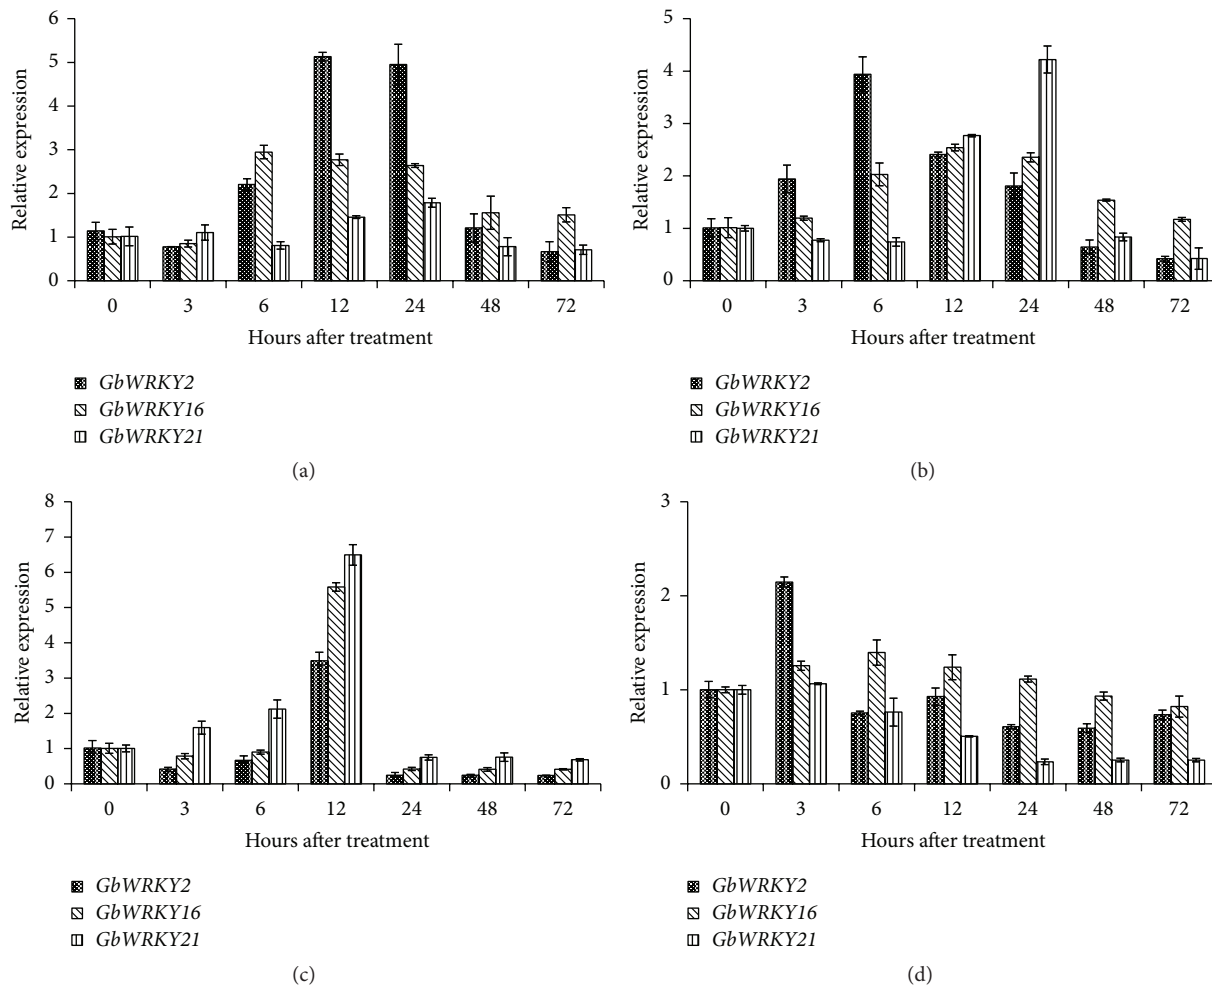 6
5
4
3
2
1
0
Relative expression
0 3 6 12 24 48 72
Hours after treatment
GbWRKY2
GbWRKY16
GbWRKY21
(a)
5
4
3
2
1
0
Relative expression
0 3 6 12 24 48 72
Hours after treatment
GbWRKY2
GbWRKY16
GbWRKY21
(b)
8
7
6
5
4
3
2
1
0
Relative expression
0 3 6 12 24 48 72
Hours after treatment
GbWRKY2
GbWRKY16
GbWRKY21
(c)
3
2
1
0
Relative expression
0 3 6 12 24 48 72
Hours after treatment
GbWRKY2
GbWRKY16
GbWRKY21
(d)